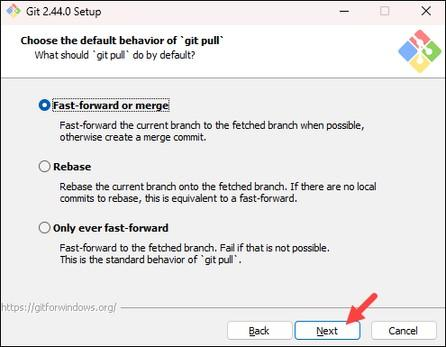 Git 2.44.0 Setup
Choose the default behavior of `git pull`
What should `git pull` do by default?
Fast-forward or merge
Fast-forward the current branch to the fetched branch when possible,
otherwise create a merge commit.
Rebase
Rebase the current branch onto the fetched branch. If there are no local
commits to rebase, this is equivalent to a fast-forward.
Only ever fast-forward
Fast-forward to the fetched branch. Fail if that is not possible.
This is the standard behavior of `git pull`.
https://gitforwindows.org/
Back Next Cancel